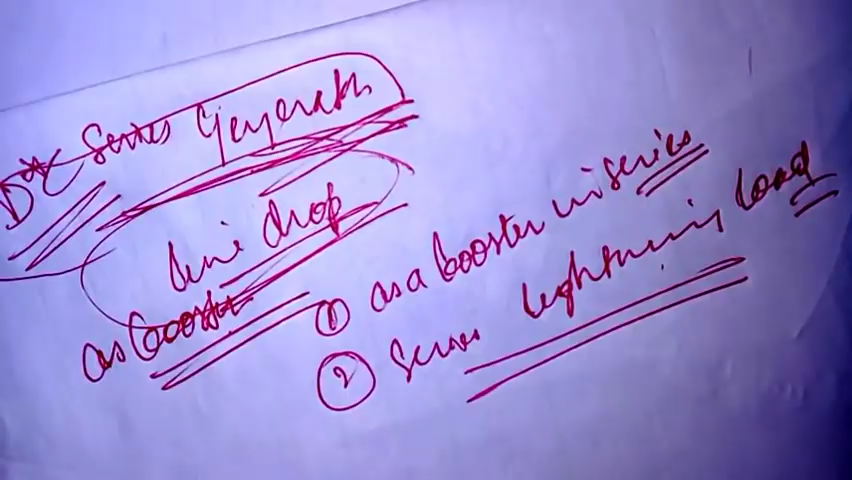 DC Series Generator
line drop
as booster
① as a booster in series
② Series lightning load